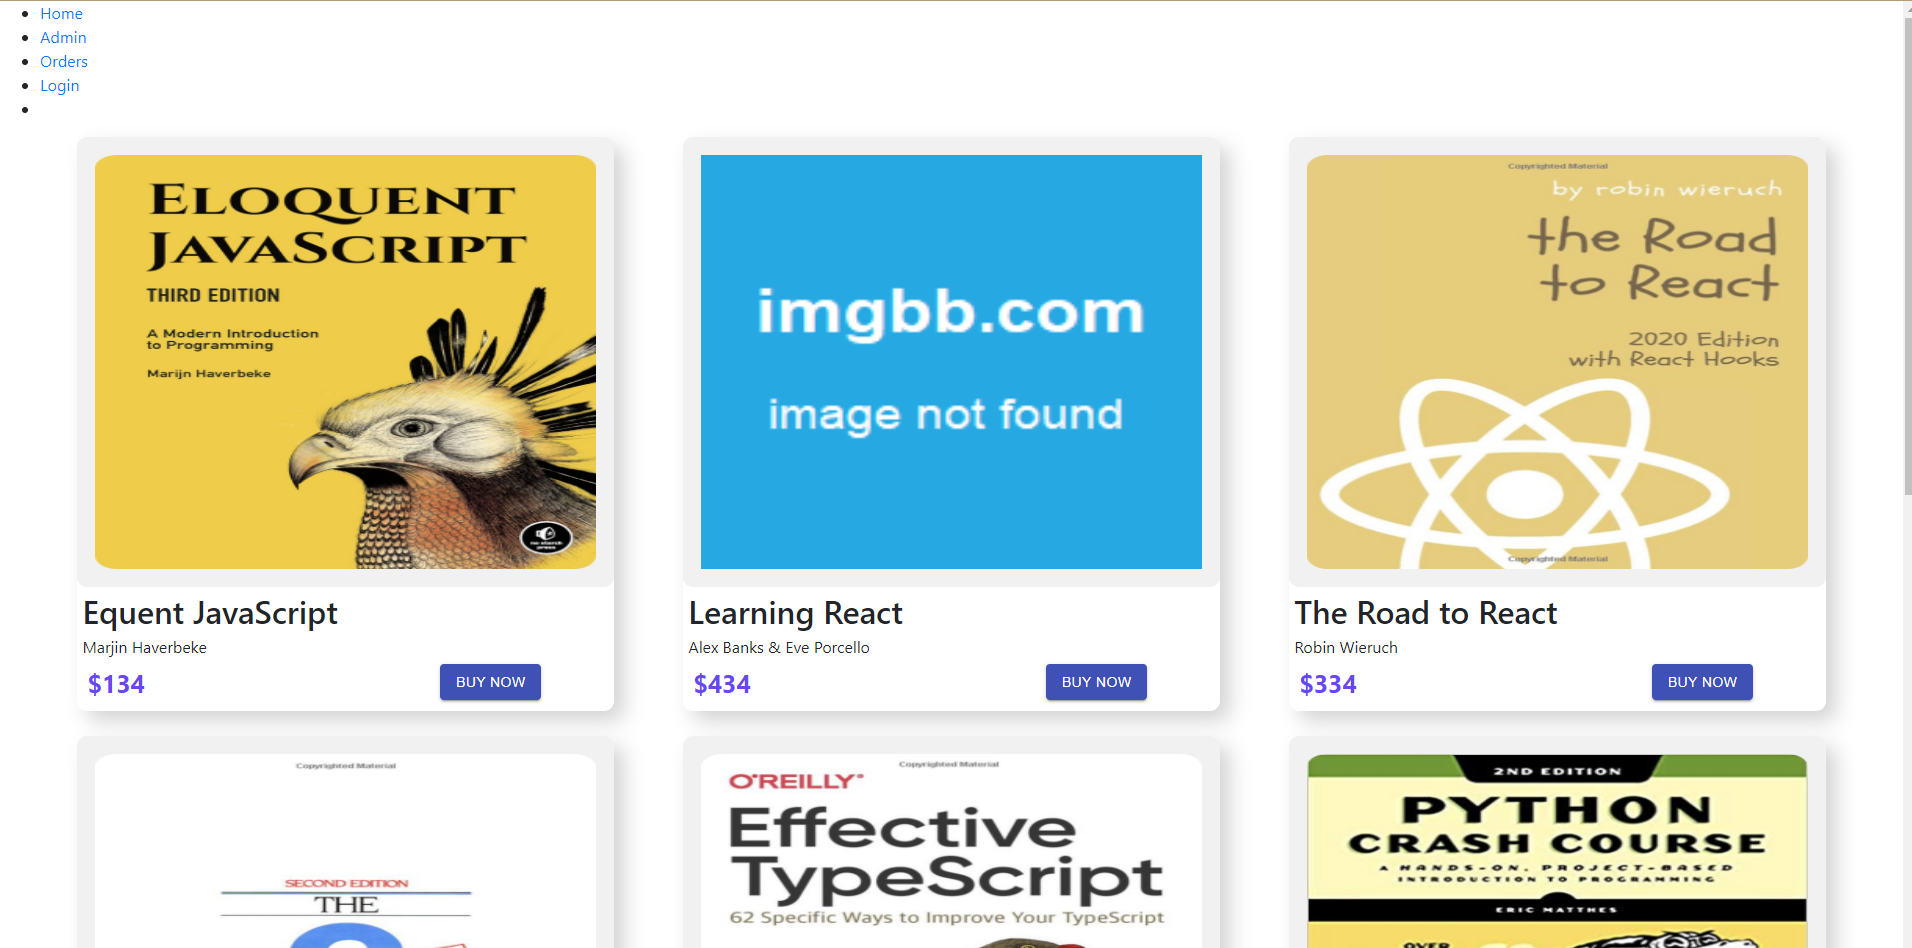 Home
Admin
Orders
Login
ELOQUENT
JAVASCRIPT
THIRD EDITION
A Modern Introduction
to Programming
Marijn Haverbeke
no starch
press
Equent JavaScript
Marjin Haverbeke
$134
BUY NOW
imgbb.com
image not found
Learning React
Alex Banks & Eve Porcello
$434
BUY NOW
Copyrighted Material
by robin wieruch
the Road
to React
2020 Edition
with React Hooks
Copyrighted Material
The Road to React
Robin Wieruch
$334
BUY NOW
Copyrighted Material
SECOND EDITION
THE
Copyrighted Material
O'REILLY®
Effective
TypeScript
62 Specific Ways to Improve Your TypeScript
2ND EDITION
PYTHON
CRASH COURSE
A HANDS-ON, PROJECT-BASED
INTRODUCTION TO PROGRAMMING
ERIC MATTHES
OVER